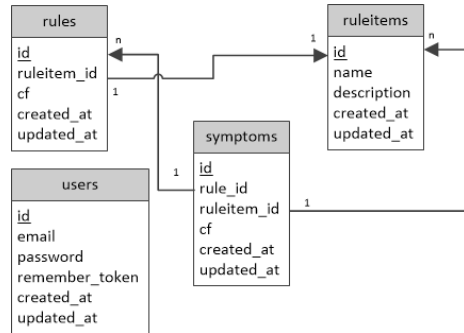 rules
id
ruleitem_id
cf
created_at
updated_at
n
1
1
n
ruleitems
id
name
description
created_at
updated_at
symptoms
id
rule_id
ruleitem_id
cf
created_at
updated_at
1
1
users
id
email
password
remember_token
created_at
updated_at